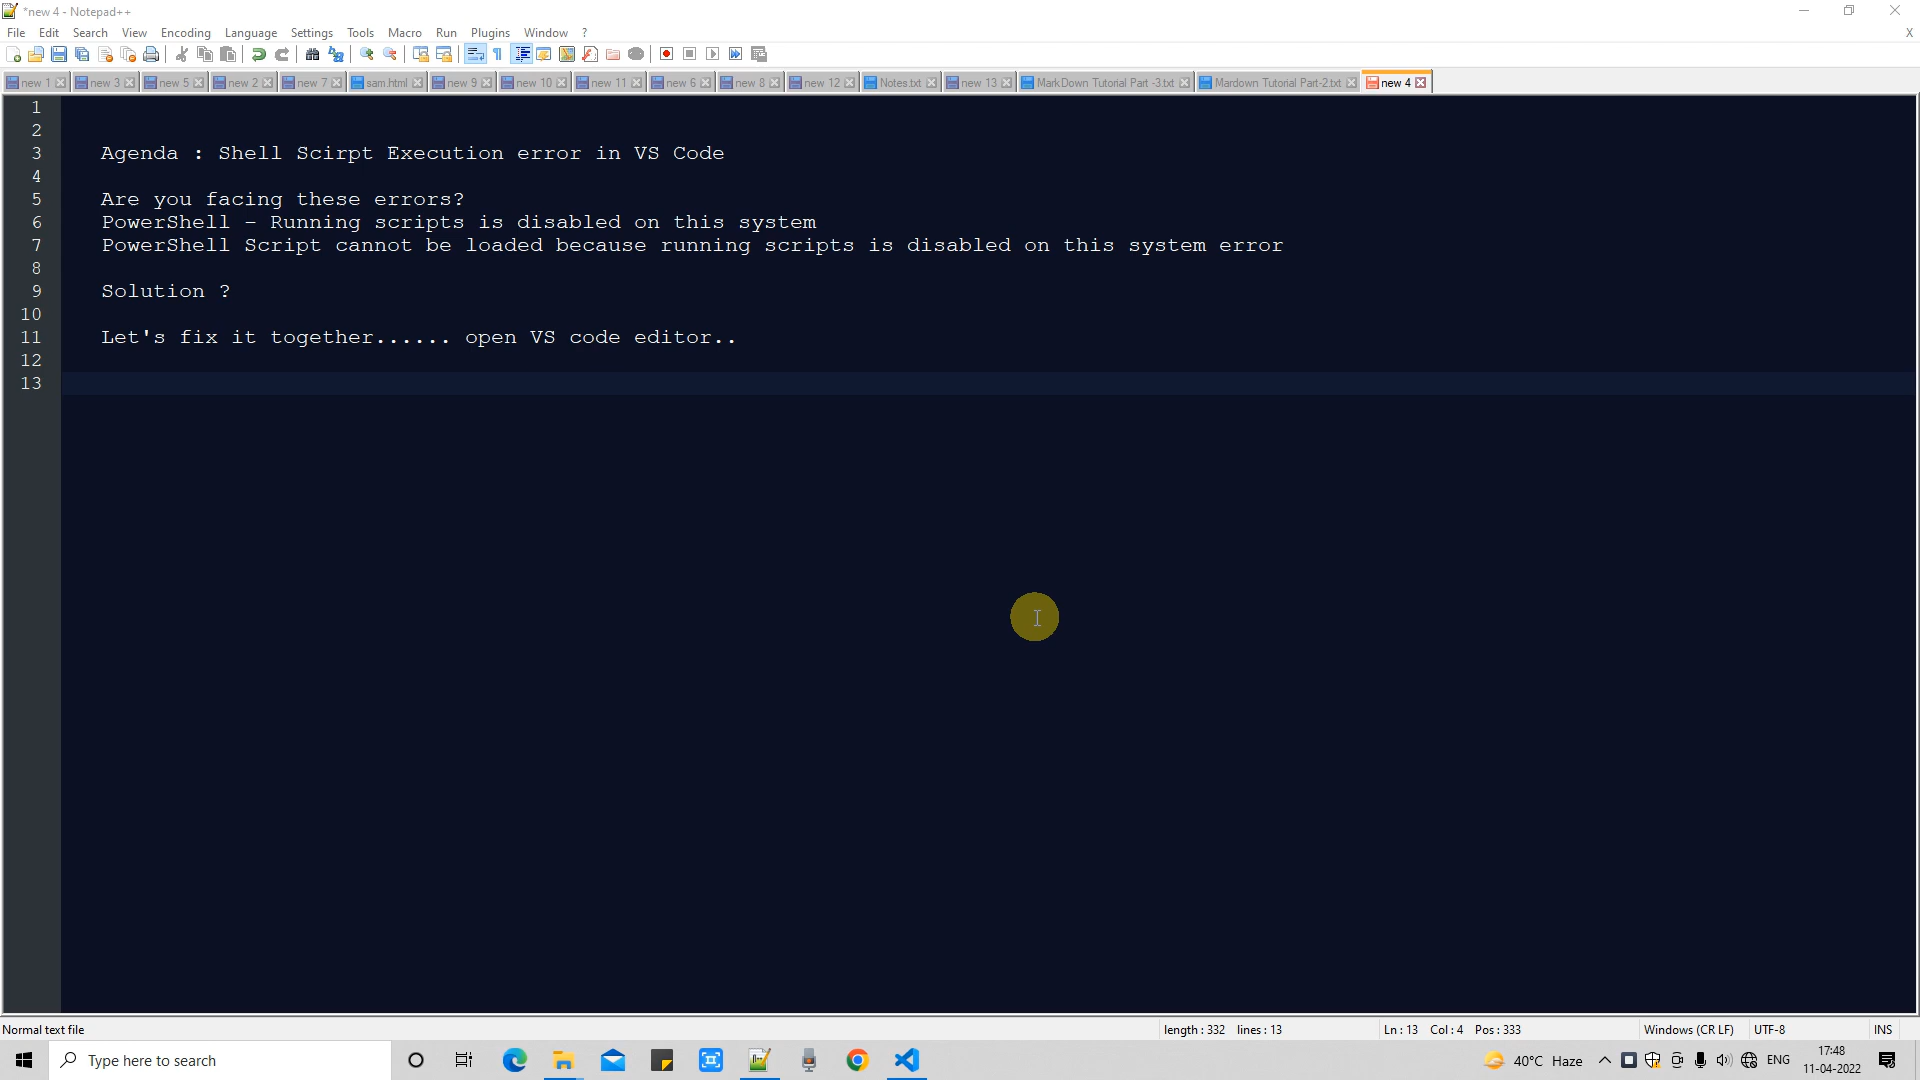 *new 4 - Notepad++
File Edit Search View Encoding Language Settings Tools Macro Run Plugins Window ? X
new 1 new 3 new 5 new 2 new 7 sam.html new 9 new 10 new 11 new 6 new 8 new 12 Notes.txt new 13 MarkDown Tutorial Part -3.txt Mardown Tutorial Part-2.txt new 4
1
2
3 Agenda : Shell Scirpt Execution error in VS Code
4
5 Are you facing these errors?
6 PowerShell – Running scripts is disabled on this system
7 PowerShell Script cannot be loaded because running scripts is disabled on this system error
8
9 Solution ?
10
11 Let's fix it together...... open VS code editor..
12
13
Normal text file length : 332 lines : 13 Ln : 13 Col : 4 Pos : 333 Windows (CR LF) UTF-8 INS
Type here to search 40°C Haze ENG 17:48
11-04-2022